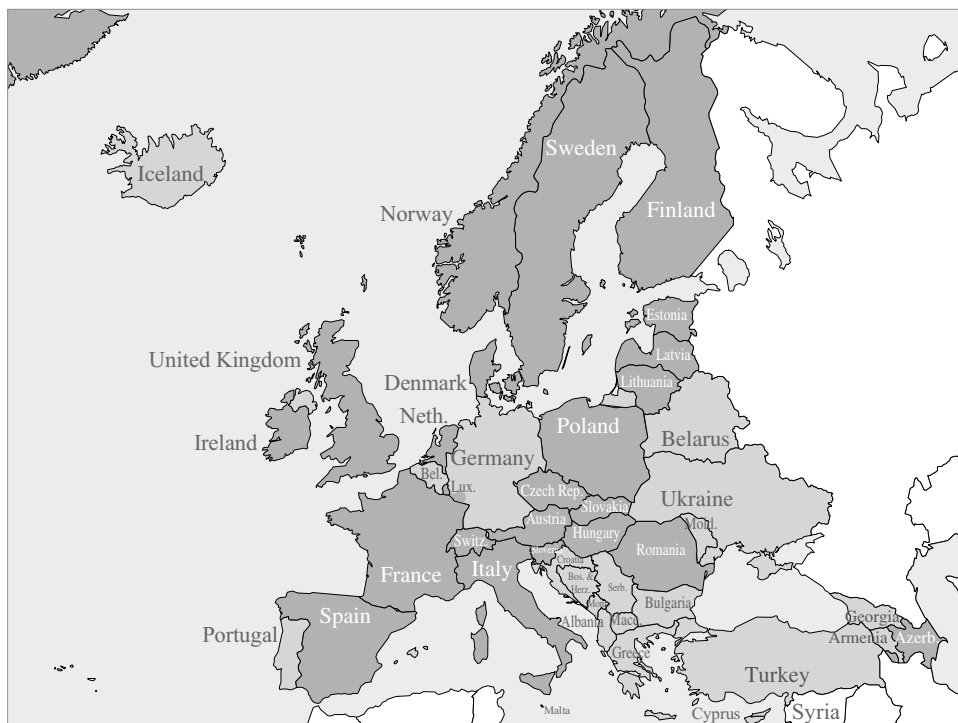 Sweden
Iceland
Norway
Finland
Estonia
United Kingdom
Latvia
Denmark
Lithuania
Neth.
Poland
Ireland
Germany
Belarus
Bel.
Lux.
Czech Rep.
Ukraine
Slovakia
Austria
Mold.
Hungary
Switz.
Slovenia
Romania
Croatia
France
Italy
Bos. &
Herz.
Serb.
Mon.
Bulgaria
Spain
Portugal
Albania
Mace.
Georgia
Armenia
Azerb.
Greece
Turkey
Malta
Cyprus
Syria